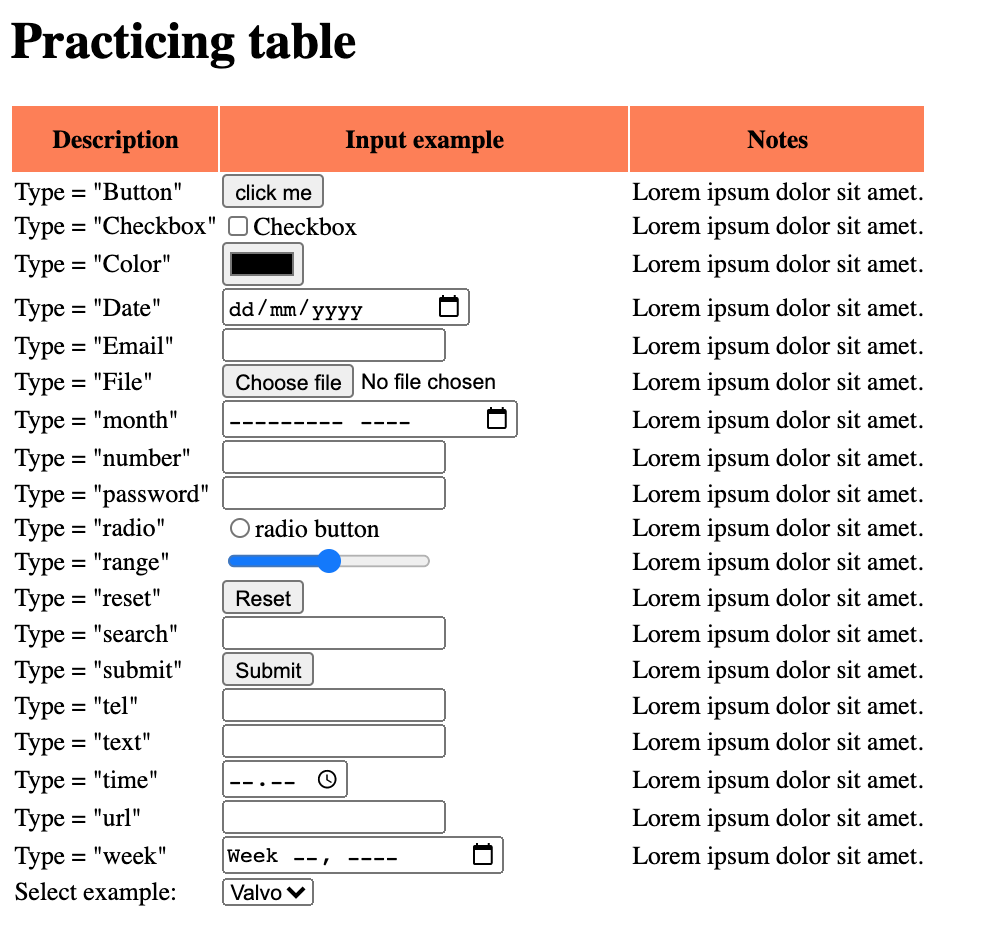 Practicing table
Description Input example Notes
Type = "Button" click me Lorem ipsum dolor sit amet.
Type = "Checkbox" Checkbox Lorem ipsum dolor sit amet.
Type = "Color" Lorem ipsum dolor sit amet.
Type = "Date" dd/mm/yyyy Lorem ipsum dolor sit amet.
Type = "Email" Lorem ipsum dolor sit amet.
Type = "File" Choose file No file chosen Lorem ipsum dolor sit amet.
Type = "month" --------- ---- Lorem ipsum dolor sit amet.
Type = "number" Lorem ipsum dolor sit amet.
Type = "password" Lorem ipsum dolor sit amet.
Type = "radio" radio button Lorem ipsum dolor sit amet.
Type = "range" Lorem ipsum dolor sit amet.
Type = "reset" Reset Lorem ipsum dolor sit amet.
Type = "search" Lorem ipsum dolor sit amet.
Type = "submit" Submit Lorem ipsum dolor sit amet.
Type = "tel" Lorem ipsum dolor sit amet.
Type = "text" Lorem ipsum dolor sit amet.
Type = "time" --.-- Lorem ipsum dolor sit amet.
Type = "url" Lorem ipsum dolor sit amet.
Type = "week" Week --, ---- Lorem ipsum dolor sit amet.
Select example: Valvo